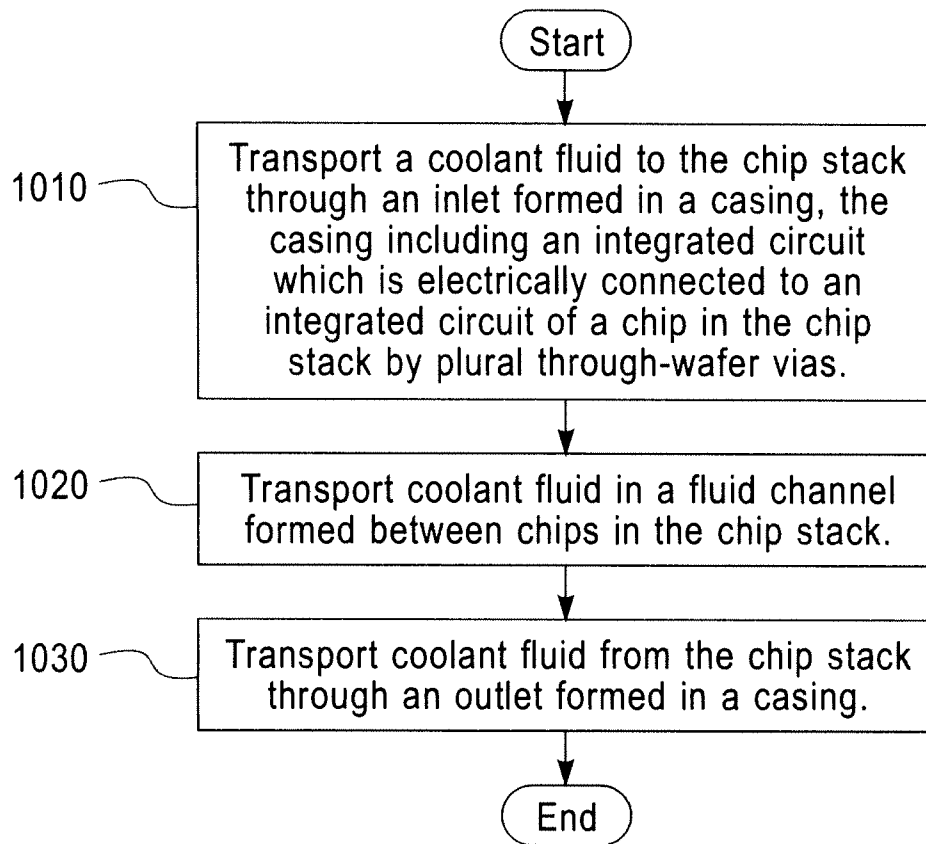 Start
1010
Transport a coolant fluid to the chip stack
through an inlet formed in a casing, the
casing including an integrated circuit
which is electrically connected to an
integrated circuit of a chip in the chip
stack by plural through-wafer vias.
1020
Transport coolant fluid in a fluid channel
formed between chips in the chip stack.
1030
Transport coolant fluid from the chip stack
through an outlet formed in a casing.
End